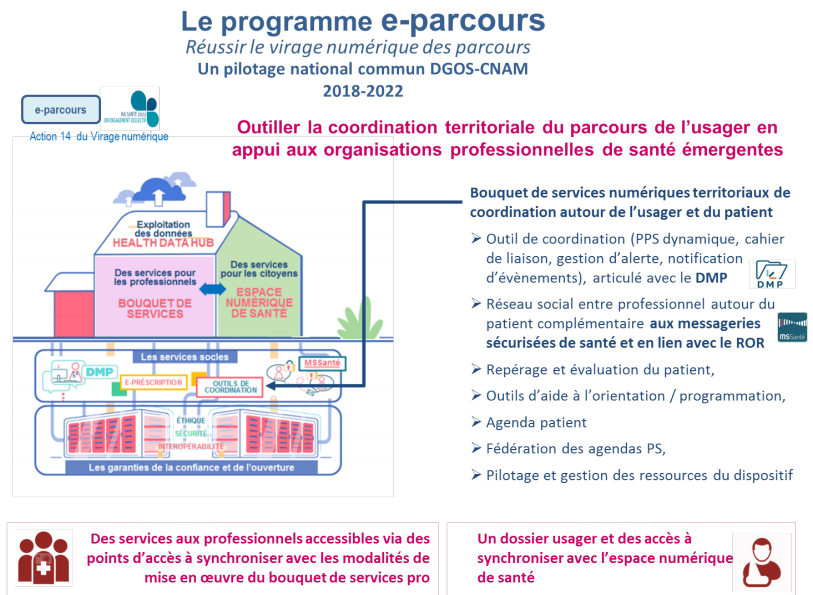 Le programme e-parcours
Réussir le virage numérique des parcours
Un pilotage national commun DGOS-CNAM
2018-2022
e-parcours
MA SANTÉ 2022
UN ENGAGEMENT COLLECTIF
Action 14 du Virage numérique
Outiller la coordination territoriale du parcours de l'usager en
appui aux organisations professionnelles de santé émergentes
Exploitation
des données
HEALTH DATA HUB
Des services pour
les professionnels
BOUQUET DE
SERVICES
Des services
pour les citoyens
ESPACE
NUMÉRIQUE
DE SANTÉ
Les services socles
DMP
E-PRÉSCRIPTION
OUTILS DE
COORDINATION
MSSanté
ÉTHIQUE
SÉCURITÉ
INTEROPÉRABILITÉ
Les garanties de la confiance et de l'ouverture
Bouquet de services numériques territoriaux de
coordination autour de l'usager et du patient
➢ Outil de coordination (PPS dynamique, cahier
de liaison, gestion d'alerte, notification
d'évènements), articulé avec le DMP
DMP
➢ Réseau social entre professionnel autour du
patient complémentaire aux messageries
sécurisées de santé et en lien avec le ROR
MSSanté
➢ Repérage et évaluation du patient,
➢ Outils d'aide à l'orientation / programmation,
➢ Agenda patient
➢ Fédération des agendas PS,
➢ Pilotage et gestion des ressources du dispositif
Des services aux professionnels accessibles via des
points d'accès à synchroniser avec les modalités de
mise en œuvre du bouquet de services pro
Un dossier usager et des accès à
synchroniser avec l'espace numérique
de santé